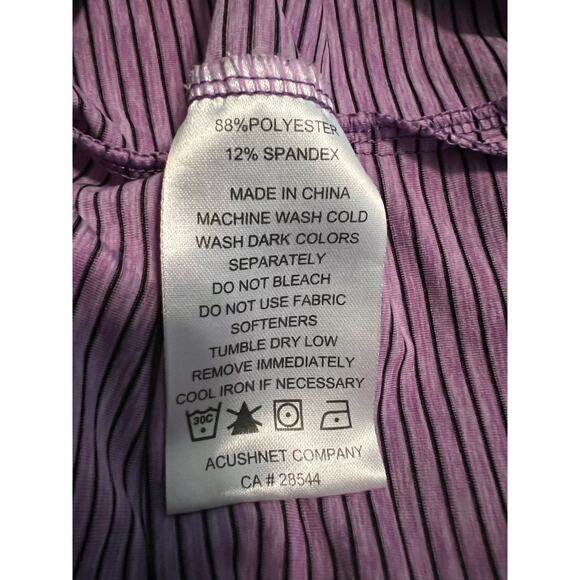 88%POLYESTER
12% SPANDEX
MADE IN CHINA
MACHINE WASH COLD
WASH DARK COLORS
SEPARATELY
DO NOT BLEACH
DO NOT USE FABRIC
SOFTENERS
TUMBLE DRY LOW
REMOVE IMMEDIATELY
COOL IRON IF NECESSARY
30C
ACUSHNET COMPANY
CA # 28544